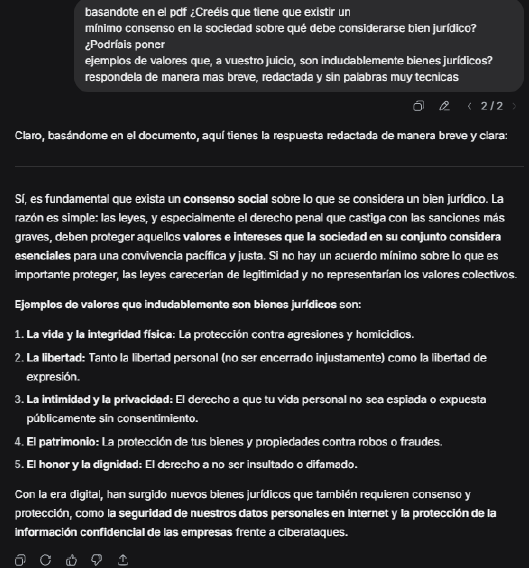 basandote en el pdf ¿Creéis que tiene que existir un
mínimo consenso en la sociedad sobre qué debe considerarse bien jurídico?
¿Podríais poner
ejemplos de valores que, a vuestro juicio, son indudablemente bienes jurídicos?
respondela de manera mas breve, redactada y sin palabras muy tecnicas
2 / 2
Claro, basándome en el documento, aquí tienes la respuesta redactada de manera breve y clara:
Sí, es fundamental que exista un consenso social sobre lo que se considera un bien jurídico. La
razón es simple: las leyes, y especialmente el derecho penal que castiga con las sanciones más
graves, deben proteger aquellos valores e intereses que la sociedad en su conjunto considera
esenciales para una convivencia pacífica y justa. Si no hay un acuerdo mínimo sobre lo que es
importante proteger, las leyes carecerían de legitimidad y no representarían los valores colectivos.
Ejemplos de valores que indudablemente son bienes jurídicos son:
1. La vida y la integridad física: La protección contra agresiones y homicidios.
2. La libertad: Tanto la libertad personal (no ser encerrado injustamente) como la libertad de
expresión.
3. La intimidad y la privacidad: El derecho a que tu vida personal no sea espiada o expuesta
públicamente sin consentimiento.
4. El patrimonio: La protección de tus bienes y propiedades contra robos o fraudes.
5. El honor y la dignidad: El derecho a no ser insultado o difamado.
Con la era digital, han surgido nuevos bienes jurídicos que también requieren consenso y
protección, como la seguridad de nuestros datos personales en Internet y la protección de la
información confidencial de las empresas frente a ciberataques.